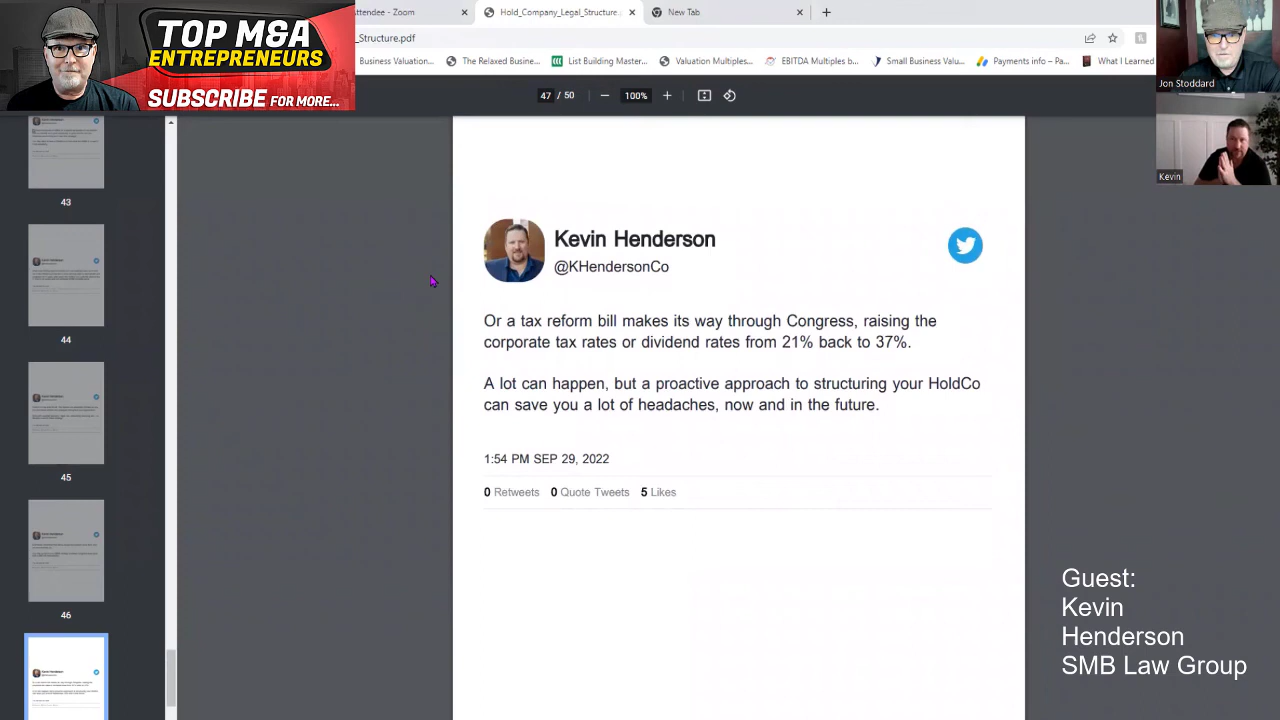 TOP M&A
ENTREPRENEURS
SUBSCRIBE FOR MORE...
ttendee - Zoom
Hold_Company_Legal_Structure...
New Tab
_Structure.pdf
Business Valuation...
The Relaxed Busine...
List Building Master...
Valuation Multiples...
EBITDA Multiples b...
Small Business Valu...
Payments info – Pa...
What I Learned
47 / 50
100%
Jon Stoddard
Kevin
43
44
45
46
Kevin Henderson
@KHendersonCo
Or a tax reform bill makes its way through Congress, raising the
corporate tax rates or dividend rates from 21% back to 37%.
A lot can happen, but a proactive approach to structuring your HoldCo
can save you a lot of headaches, now and in the future.
1:54 PM SEP 29, 2022
0 Retweets 0 Quote Tweets 5 Likes
Guest:
Kevin
Henderson
SMB Law Group